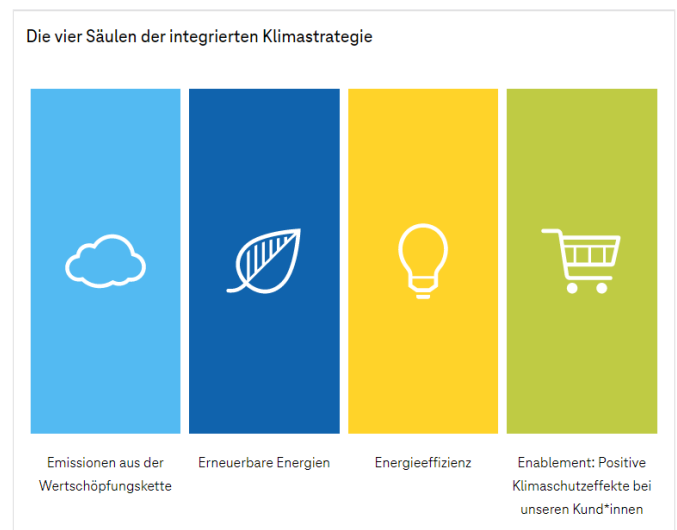 Die vier Säulen der integrierten Klimastrategie
Emissionen aus der
Wertschöpfungskette
Erneuerbare Energien
Energieeffizienz
Enablement: Positive
Klimaschutzeffekte bei
unseren Kund*innen